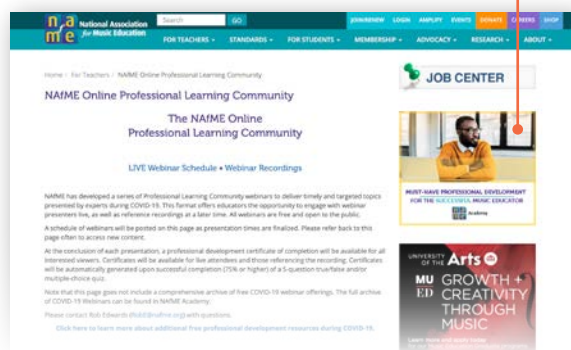 name National Association
for Music Education
Search GO
JOIN/RENEW LOGIN AMPLIFY EVENTS DONATE CAREERS SHOP
FOR TEACHERS STANDARDS FOR STUDENTS MEMBERSHIP ADVOCACY RESEARCH ABOUT
Home / For Teachers / NAfME Online Professional Learning Community
NAfME Online Professional Learning Community
The NAfME Online
Professional Learning Community
LIVE Webinar Schedule • Webinar Recordings
NAfME has developed a series of Professional Learning Community webinars to deliver timely and targeted topics
presented by experts during COVID-19. This format offers educators the opportunity to engage with webinar
presenters live, as well as reference recordings at a later time. All webinars are free and open to the public.
A schedule of webinars will be posted on this page as presentation times are finalized. Please refer back to this
page often to access new content.
At the conclusion of each presentation, a professional development certificate of completion will be available for all
interested viewers. Certificates will be available for live attendees and those referencing the recording. Certificates
will be automatically generated upon successful completion (75% or higher) of a 5-question true/false and/or
multiple-choice quiz.
Note that this page does not include a comprehensive archive of free COVID-19 webinar offerings. The full archive
of COVID-19 Webinars can be found in NAfME Academy.
Please contact Rob Edwards (RobE@nafme.org) with questions.
Click here to learn more about additional free professional development resources during COVID-19.
JOB CENTER
MUST-HAVE PROFESSIONAL DEVELOPMENT
FOR THE SUCCESSFUL MUSIC EDUCATOR
Academy
UNIVERSITY
OF THE Arts
MU GROWTH +
ED CREATIVITY
THROUGH
MUSIC